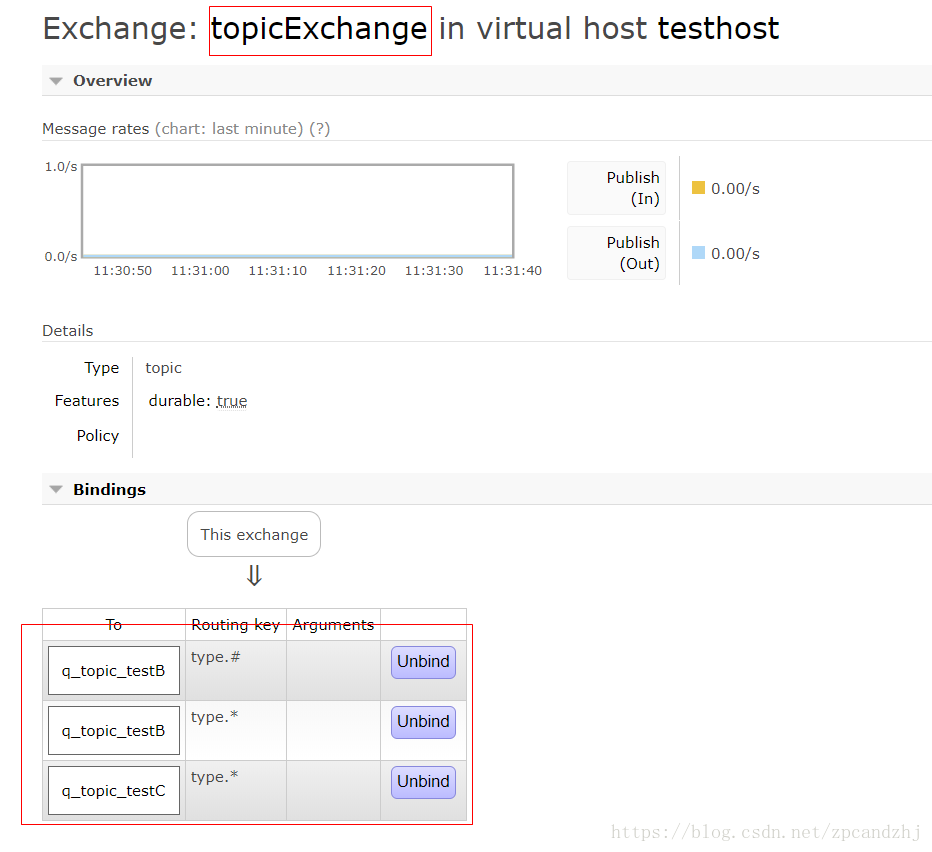 Exchange: topicExchange in virtual host testhost
Overview
Message rates (chart: last minute) (?)
1.0/s
0.0/s
11:30:50 11:31:00 11:31:10 11:31:20 11:31:30 11:31:40
Publish
(In)
0.00/s
Publish
(Out)
0.00/s
Details
Type topic
Features durable: true
Policy
Bindings
This exchange
⇓
To Routing key Arguments
q_topic_testB type.# Unbind
q_topic_testB type.* Unbind
q_topic_testC type.* Unbind
https://blog.csdn.net/zpcandzhj